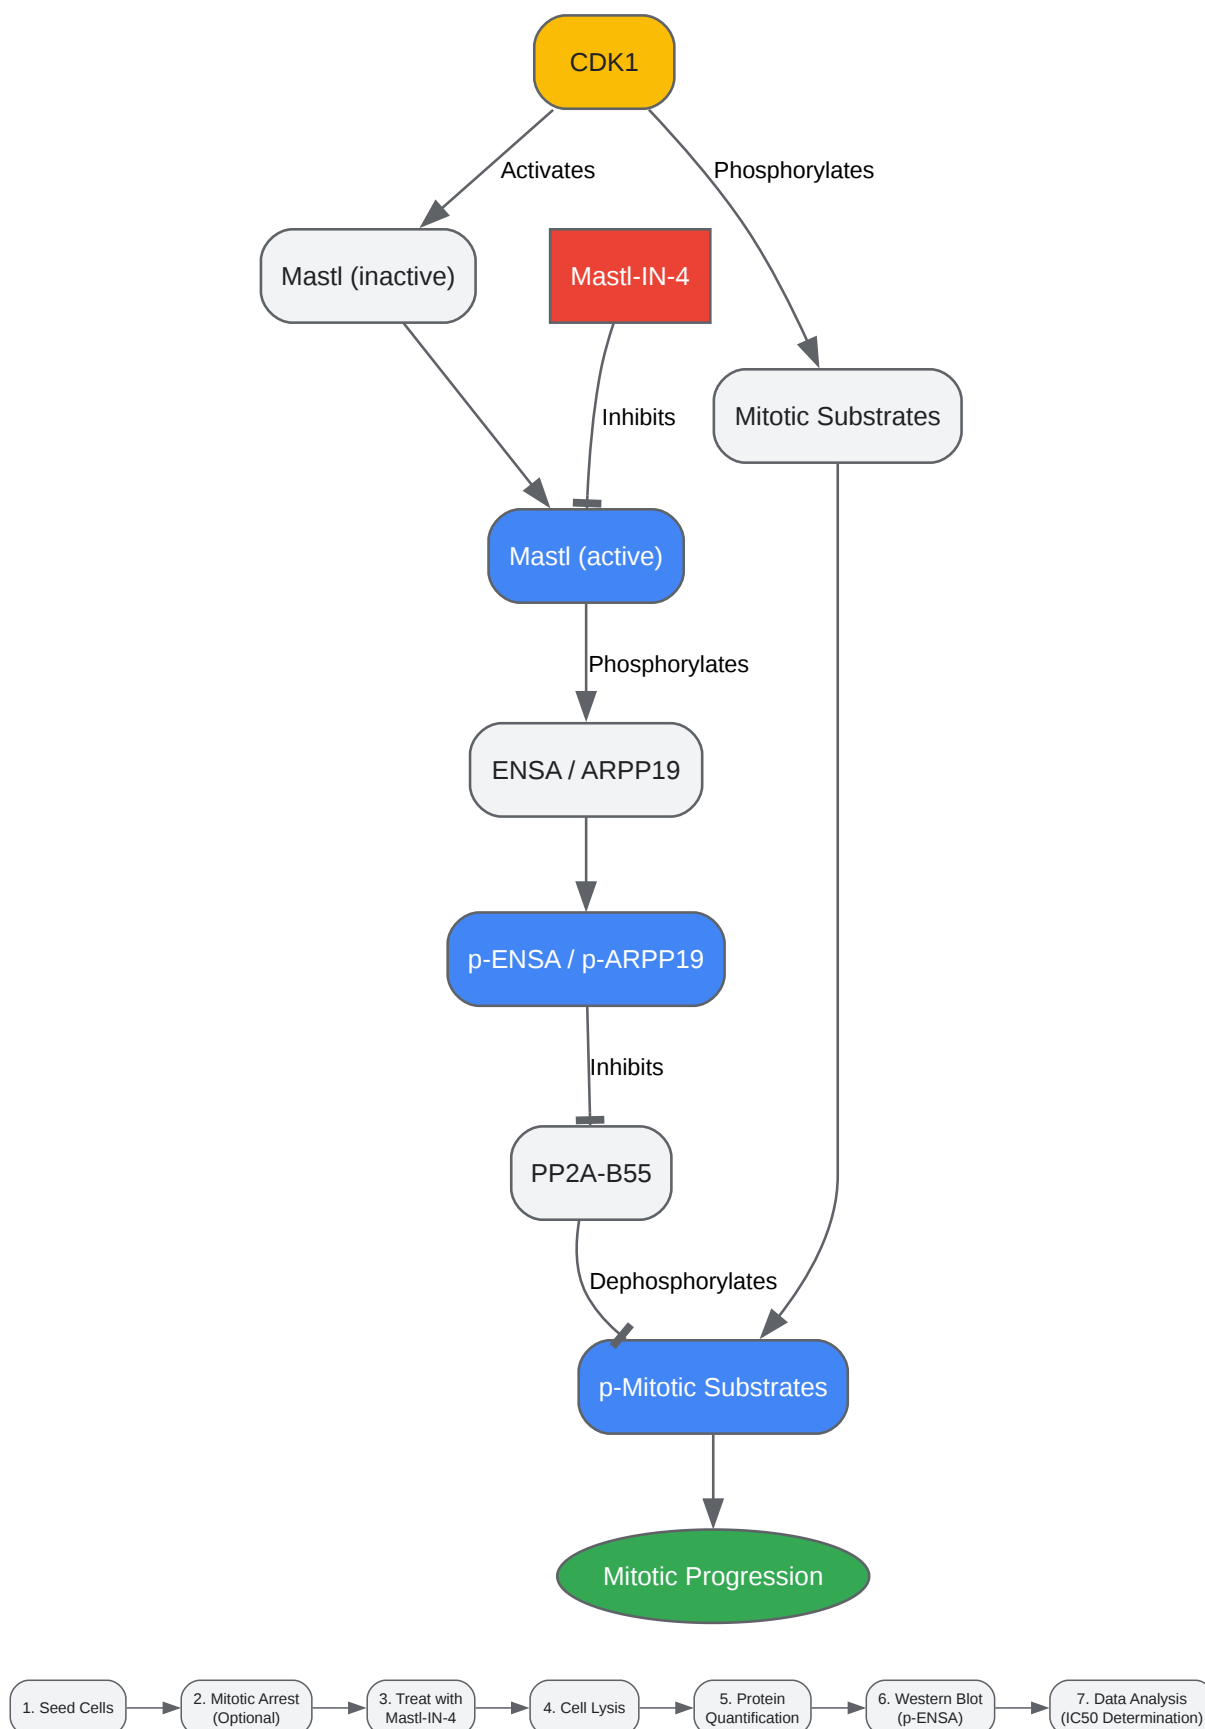 CDK1
Activates
Phosphorylates
Mastl (inactive)
Mastl-IN-4
Inhibits
Mitotic Substrates
Mastl (active)
Phosphorylates
ENSA / ARPP19
p-ENSA / p-ARPP19
Inhibits
PP2A-B55
Dephosphorylates
p-Mitotic Substrates
Mitotic Progression
1. Seed Cells
2. Mitotic Arrest
(Optional)
3. Treat with
Mastl-IN-4
4. Cell Lysis
5. Protein
Quantification
6. Western Blot
(p-ENSA)
7. Data Analysis
(IC50 Determination)